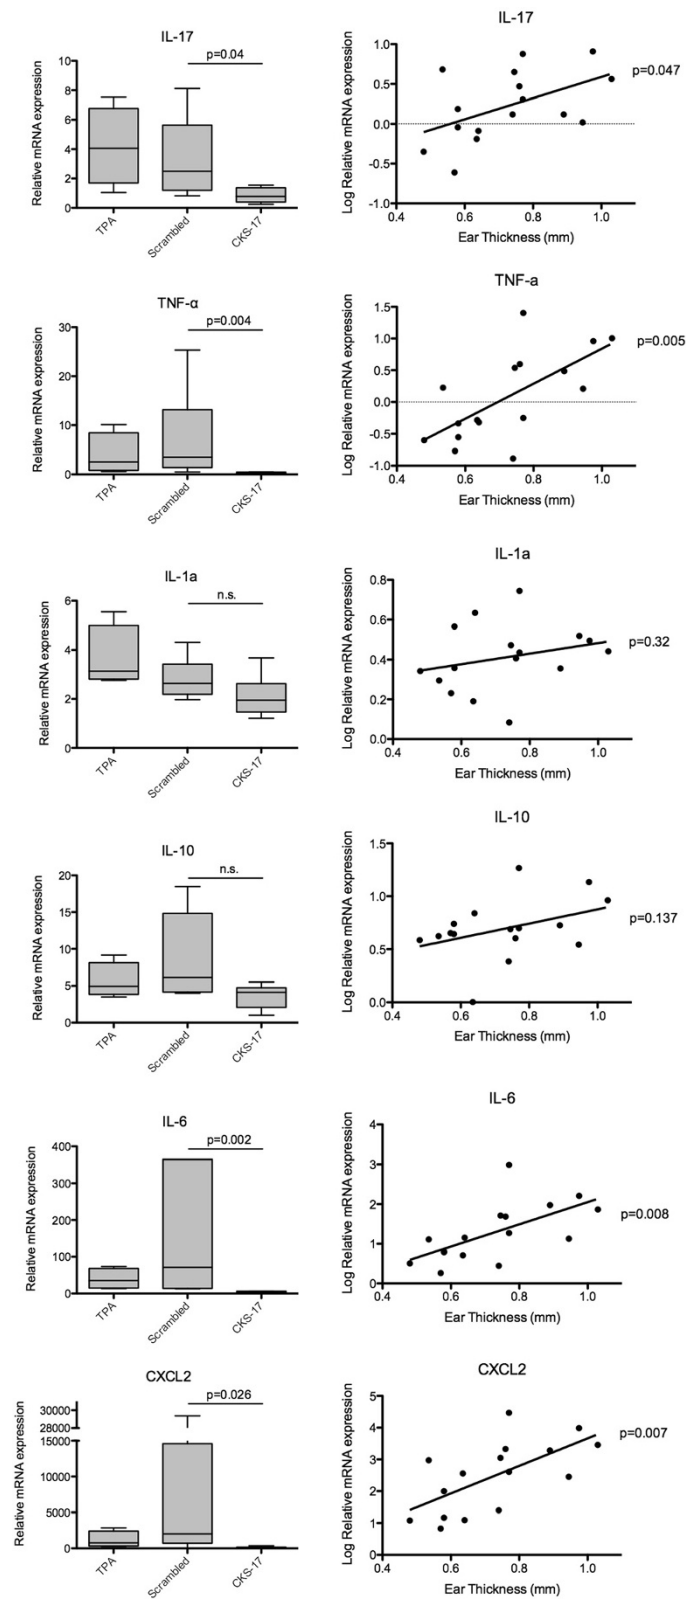 IL-17
Relative mRNA expression
10
8
6
4
2
0
p=0.04
TPA
Scrambled
CKS-17
IL-17
Log Relative mRNA expression
1.0
0.5
0.0
-0.5
-1.0
0.4 0.6 0.8 1.0
Ear Thickness (mm)
p=0.047
TNF-α
Relative mRNA expression
30
20
10
0
p=0.004
TPA
Scrambled
CKS-17
TNF-a
Log Relative mRNA expression
1.5
1.0
0.5
0.0
-0.5
-1.0
0.4 0.6 0.8 1.0
Ear Thickness (mm)
p=0.005
IL-1a
Relative mRNA expression
6
4
2
0
n.s.
TPA
Scrambled
CKS-17
IL-1a
Log Relative mRNA expression
0.8
0.6
0.4
0.2
0.0
0.4 0.6 0.8 1.0
Ear Thickness (mm)
p=0.32
IL-10
Relative mRNA expression
20
15
10
5
0
n.s.
TPA
Scrambled
CKS-17
IL-10
Log Relative mRNA expression
1.5
1.0
0.5
0.0
0.4 0.6 0.8 1.0
Ear Thickness (mm)
p=0.137
IL-6
Relative mRNA expression
400
300
200
100
0
p=0.002
TPA
Scrambled
CKS-17
IL-6
Log Relative mRNA expression
4
3
2
1
0
0.4 0.6 0.8 1.0
Ear Thickness (mm)
p=0.008
CXCL2
Relative mRNA expression
30000
28000
15000
10000
5000
0
p=0.026
TPA
Scrambled
CKS-17
CXCL2
Log Relative mRNA expression
5
4
3
2
1
0
0.4 0.6 0.8 1.0
Ear Thickness (mm)
p=0.007